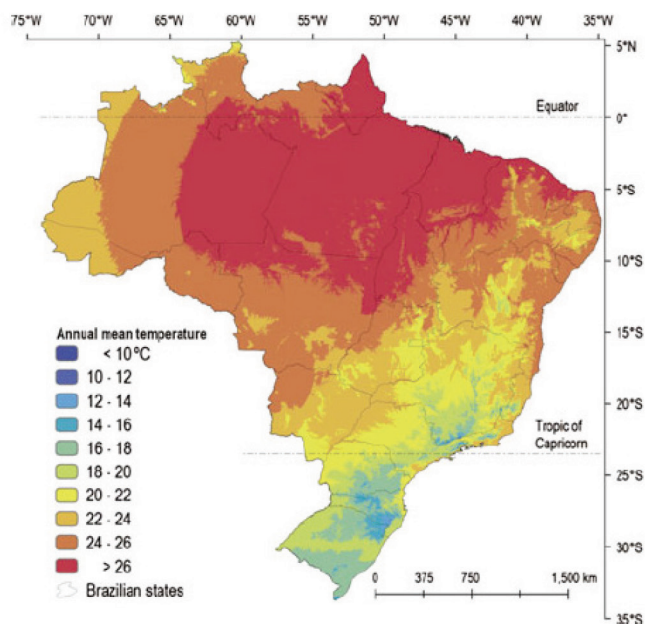 75°W 70°W 65°W 60°W 55°W 50°W 45°W 40°W 35°W
5°N
Equator
0°
5°S
10°S
15°S
20°S
Tropic of
Capricorn
25°S
30°S
35°S
Annual mean temperature
< 10ºC
10 - 12
12 - 14
14 - 16
16 - 18
18 - 20
20 - 22
22 - 24
24 - 26
> 26
Brazilian states
0 375 750 1,500 km